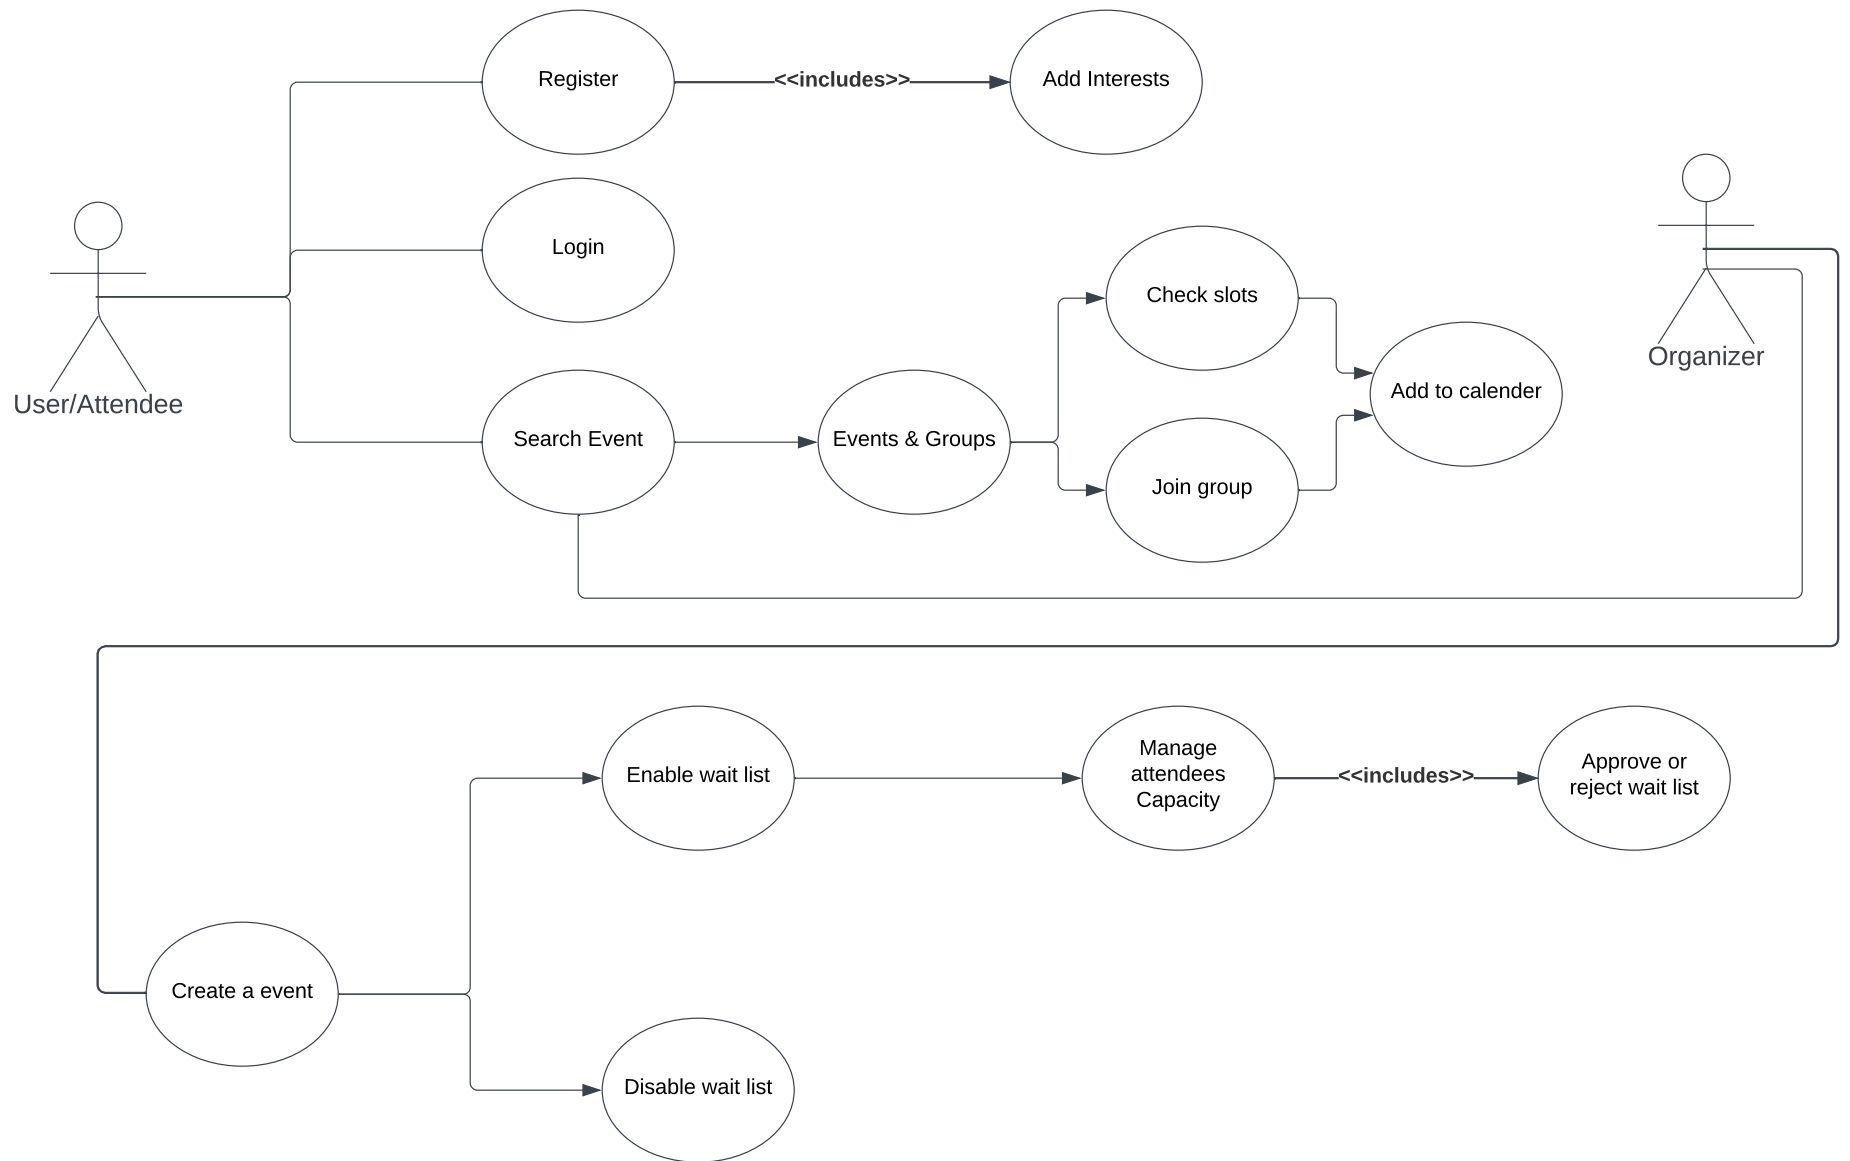 Register
<<includes>>
Add Interests
Login
User/Attendee
Organizer
Check slots
Add to calender
Search Event
Events & Groups
Join group
Enable wait list
Manage
attendees
Capacity
<<includes>>
Approve or
reject wait list
Create a event
Disable wait list